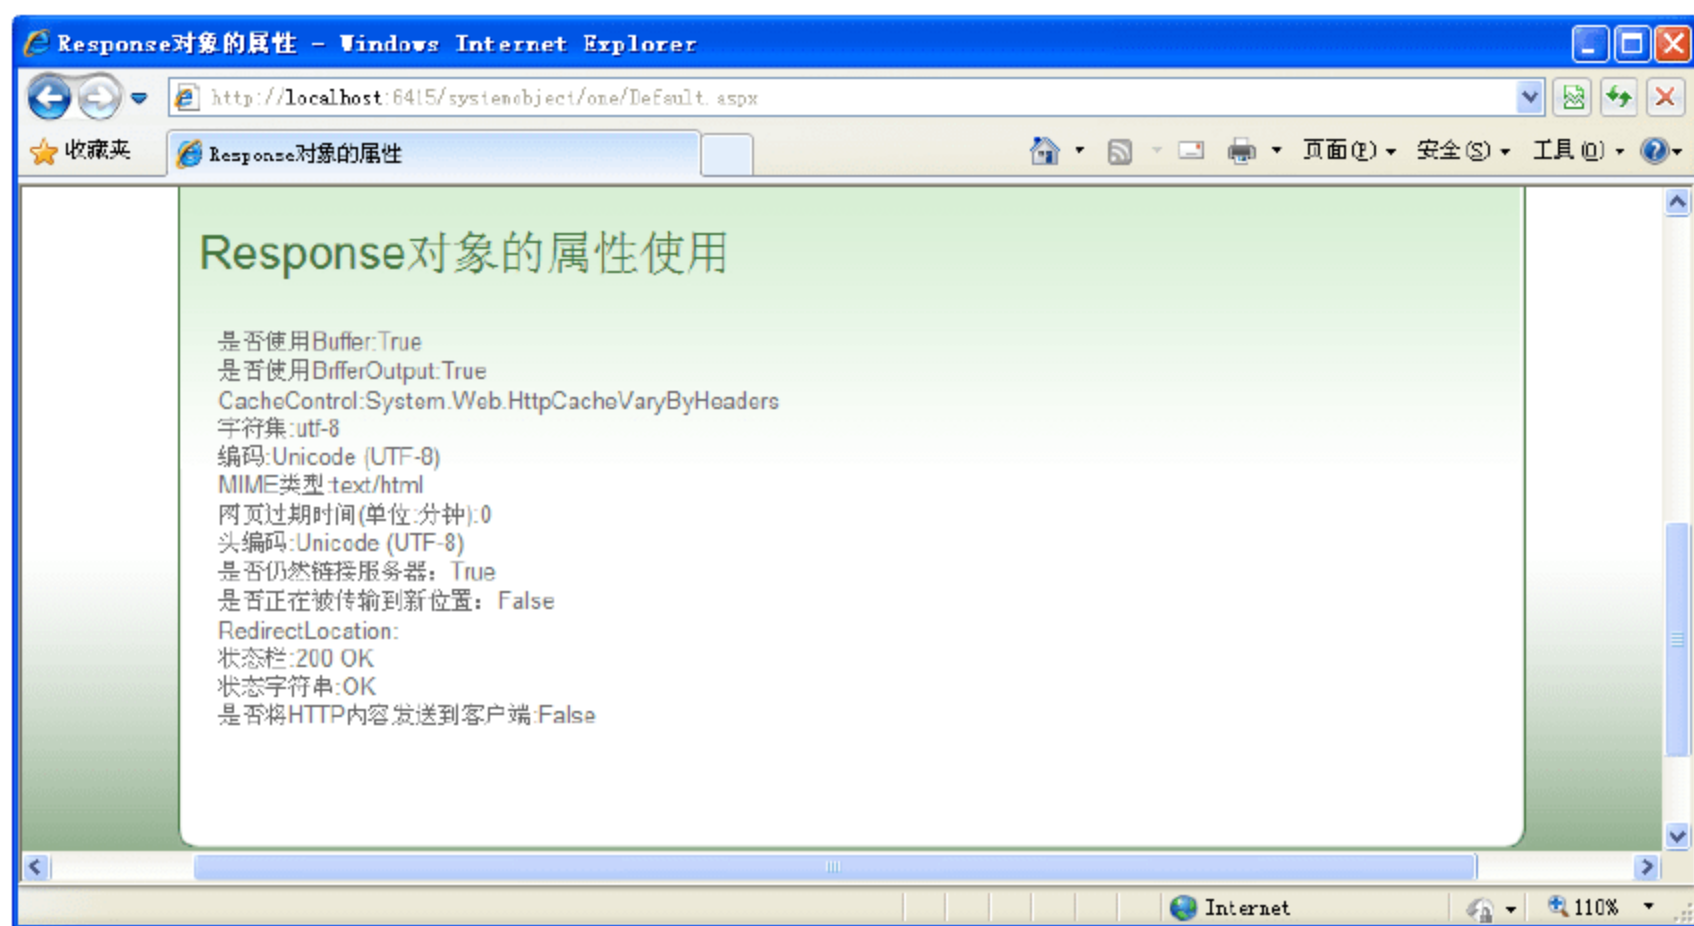 Response对象的属性 - Windows Internet Explorer
http://localhost:6415/systemobject/one/Default.aspx
收藏夹
Response对象的属性
页面(P)
安全(S)
工具(O)
Response对象的属性使用
是否使用Buffer:True
是否使用BrfferOutput:True
CacheControl:System.Web.HttpCacheVaryByHeaders
字符集:utf-8
编码:Unicode (UTF-8)
MIME类型:text/html
网页过期时间(单位:分钟):0
头编码:Unicode (UTF-8)
是否仍然链接服务器：True
是否正在被传输到新位置：False
RedirectLocation:
状态栏:200 OK
状态字符串:OK
是否将HTTP内容发送到客户端:False
Internet
110%